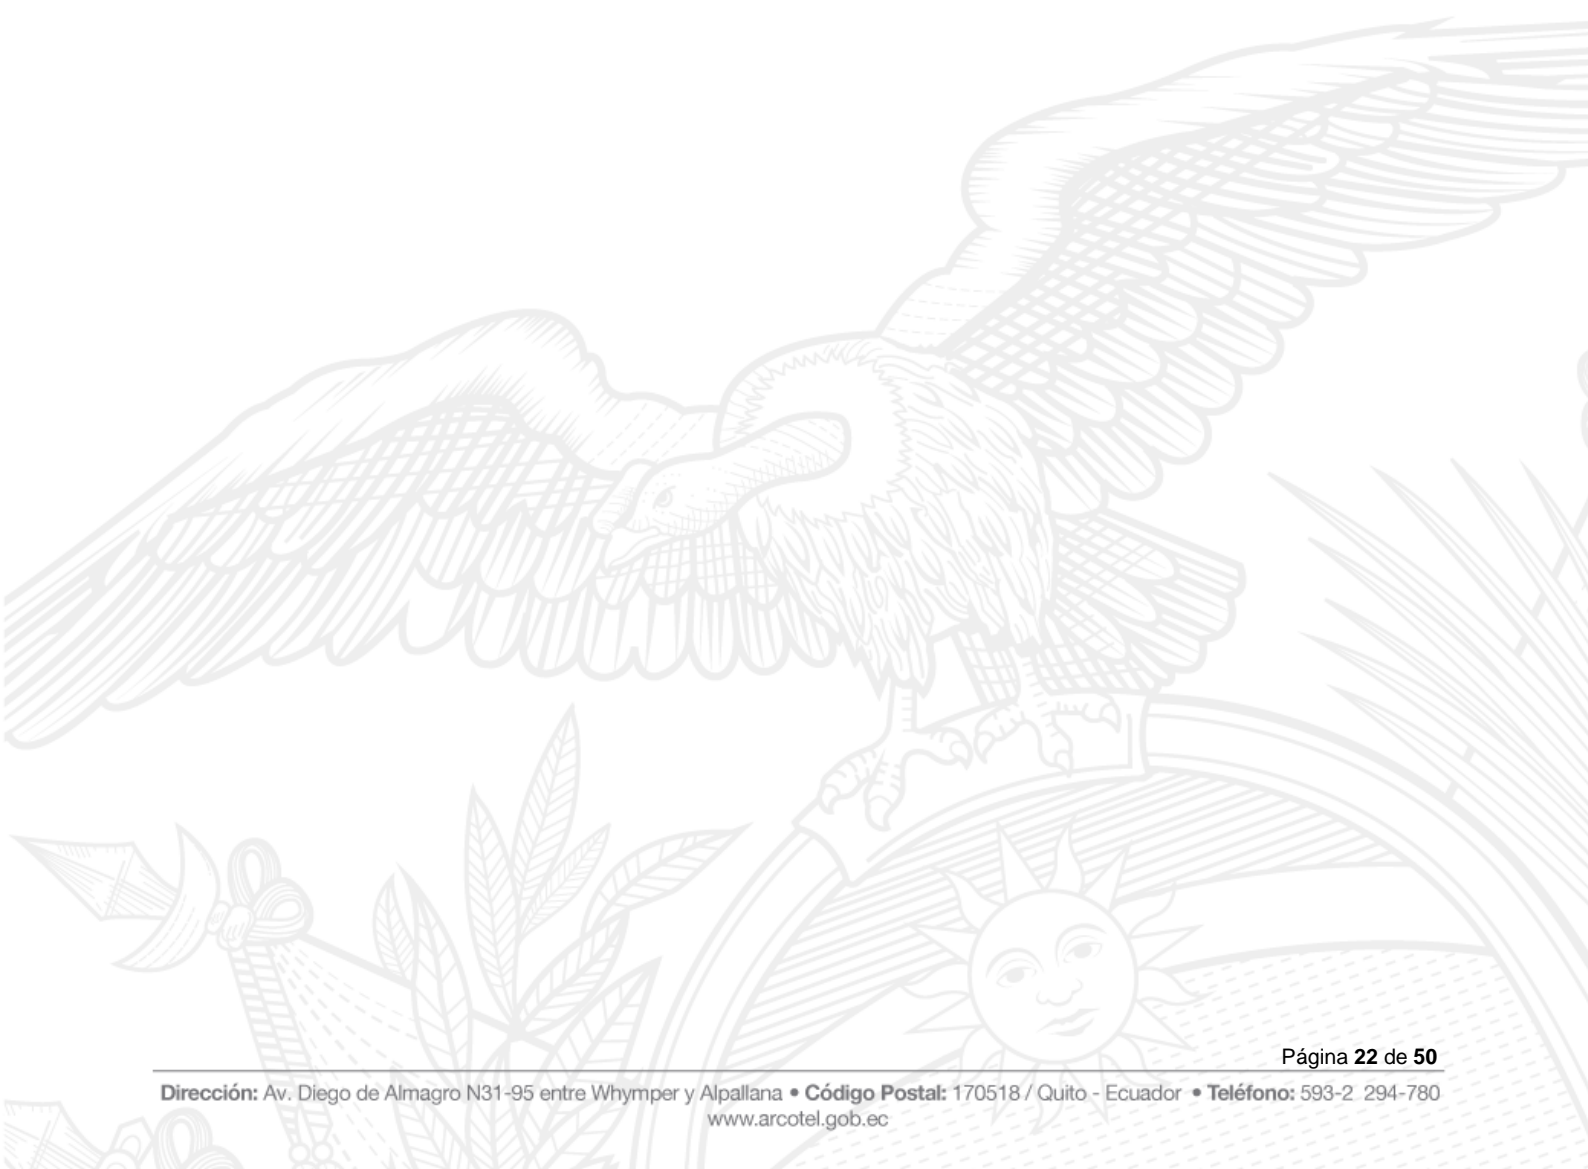 Página 22 de 50
Dirección: Av. Diego de Almagro N31-95 entre Whymper y Alpallana • Código Postal: 170518 / Quito - Ecuador • Teléfono: 593-2 294-780
www.arcotel.gob.ec